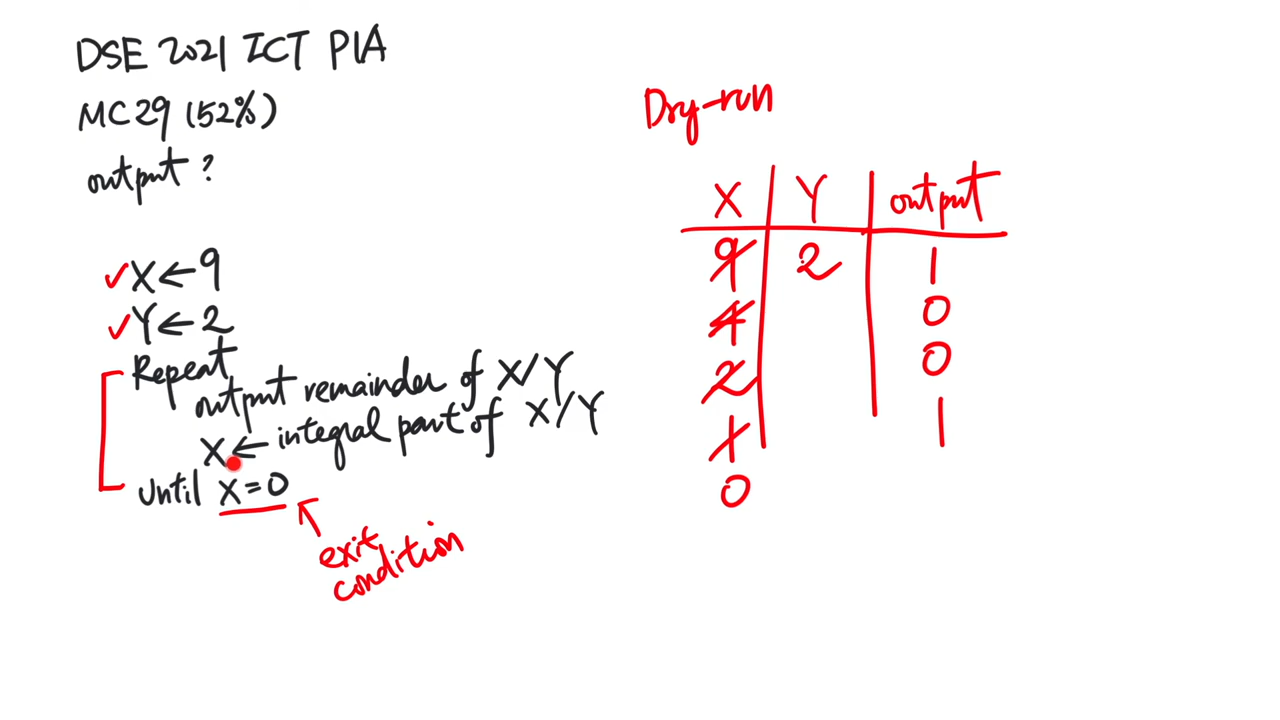 DSE 2021 ICT P1A
MC29 (52%)
output ?
✓X←9
✓Y←2
Repeat
output remainder of X/Y
X← integral part of X/Y
Until X=0
exit
condition
Dry-run
X Y output
9 2 1
4 0
2 0
1 1
0